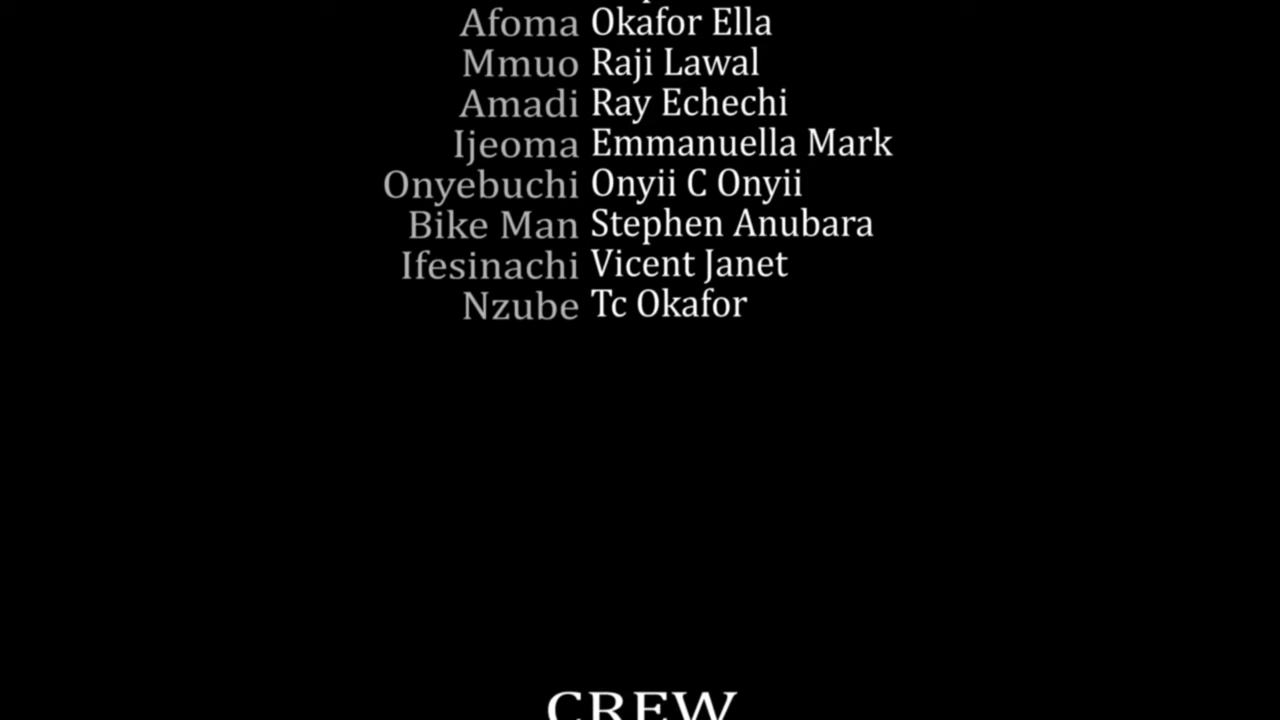 Afoma Okafor Ella
Mmuo Raji Lawal
Amadi Ray Echechi
Ijeoma Emmanuella Mark
Onyebuchi Onyii C Onyii
Bike Man Stephen Anubara
Ifesinachi Vicent Janet
Nzube Tc Okafor
CREW